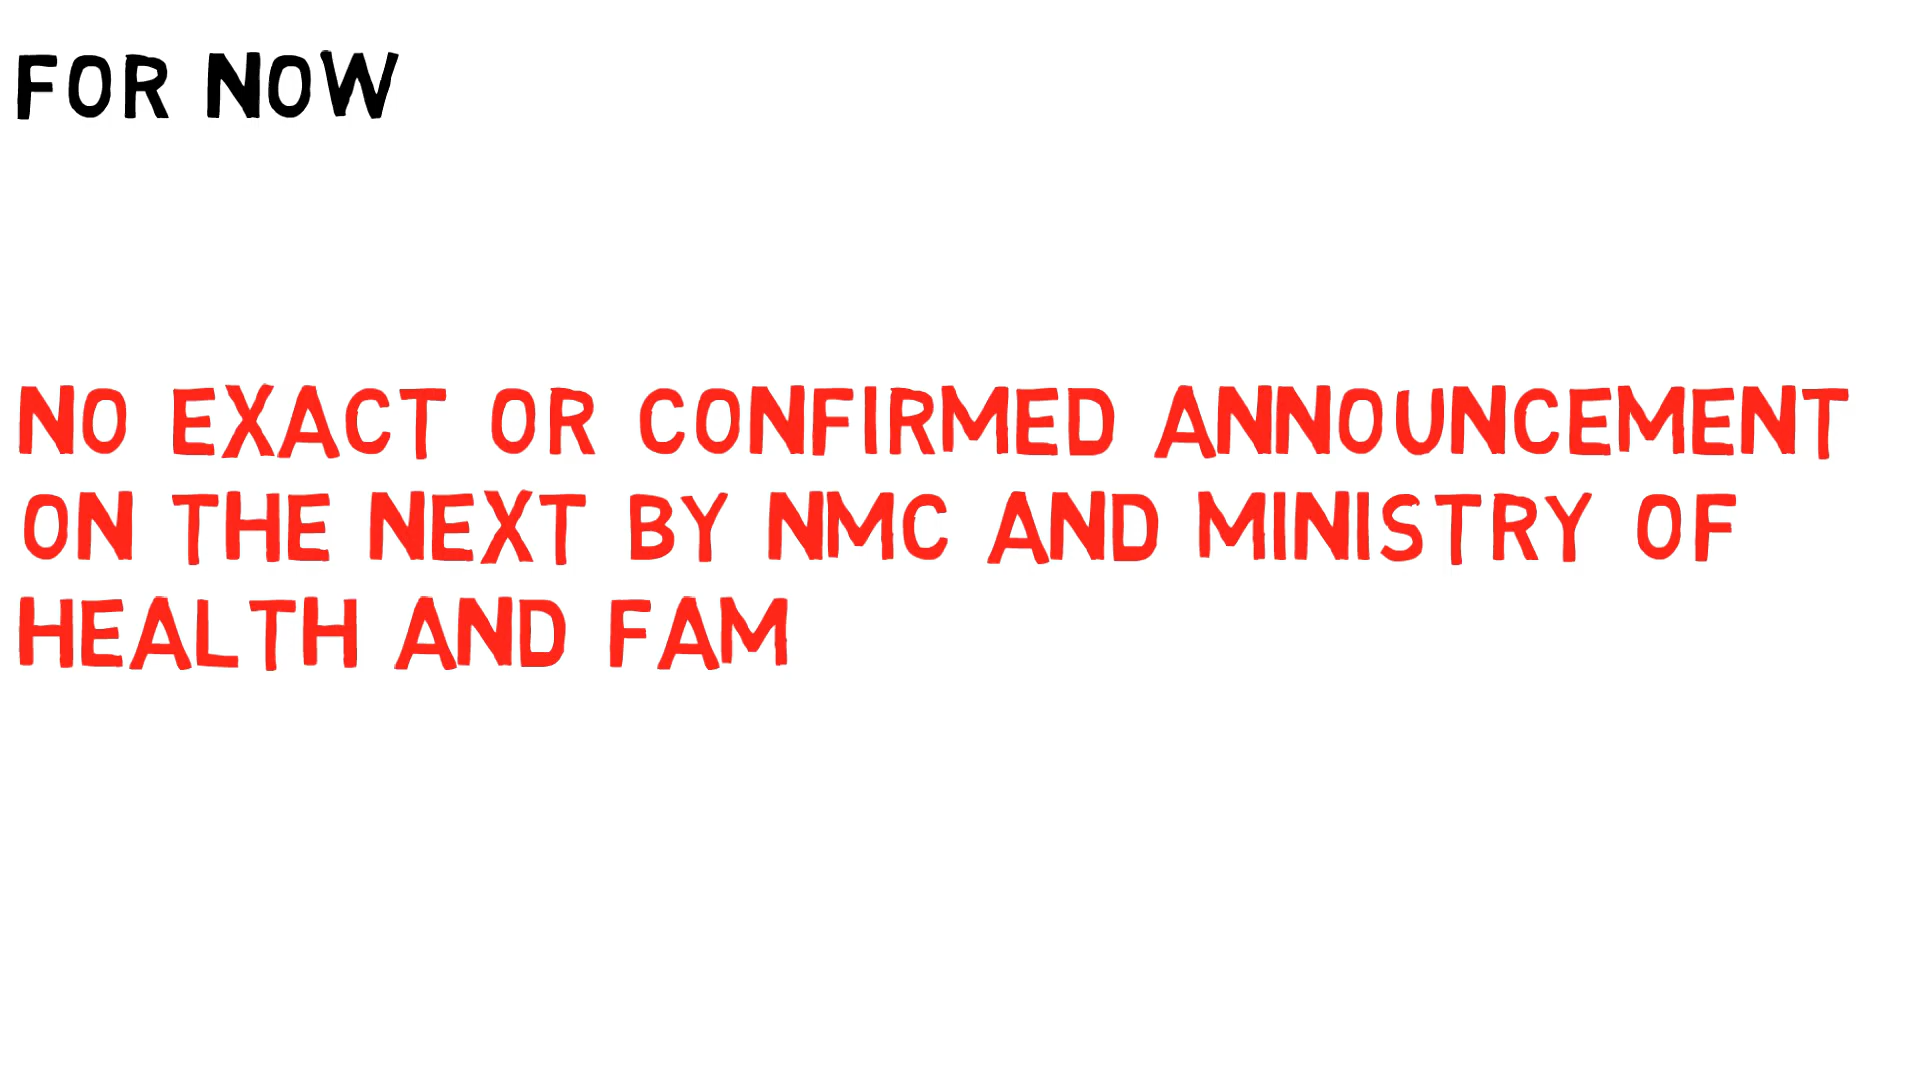 FOR NOW
NO EXACT OR CONFIRMED ANNOUNCEMENT
ON THE NEXT BY NMC AND MINISTRY OF
HEALTH AND FAM